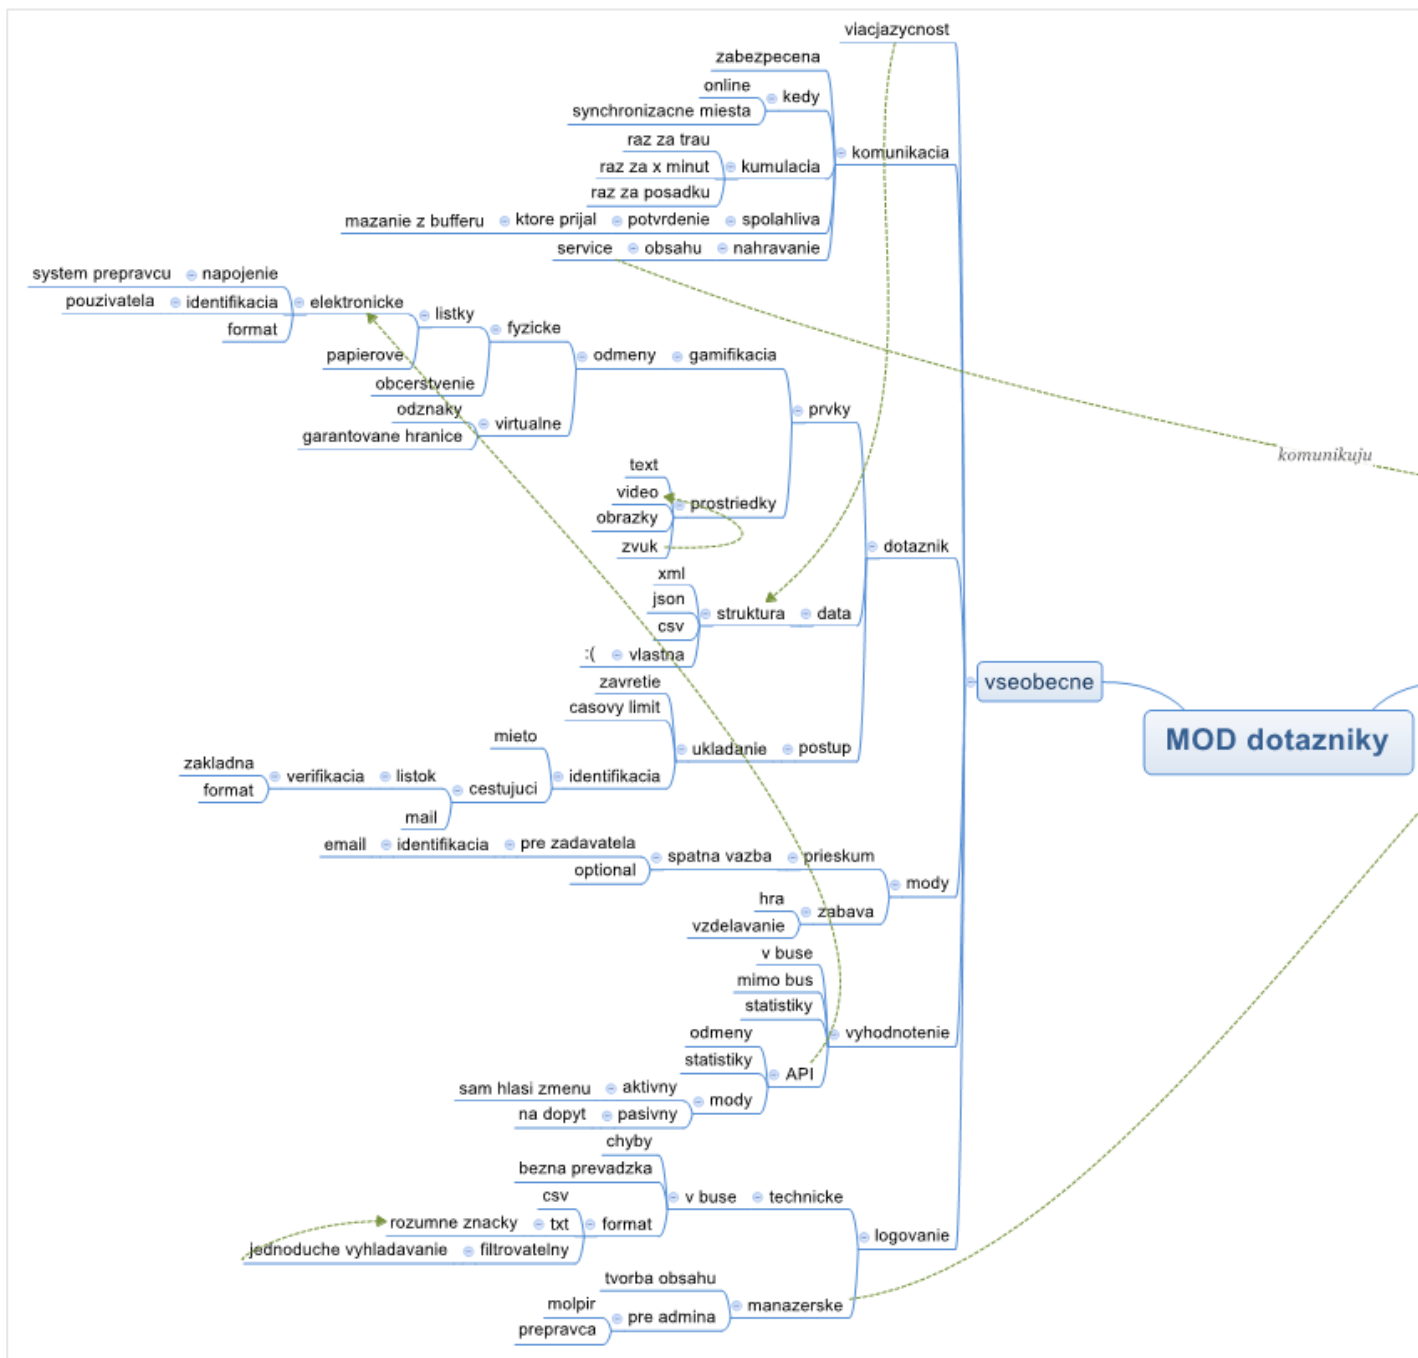 viacjazycnost
zabezpecena
online
kedy
synchronizacne miesta
raz za trau
komunikacia
raz za x minut
kumulacia
raz za posadku
mazanie z bufferu
ktore prijal
potvrdenie
spolahliva
service
obsahu
nahravanie
system prepravcu
napojenie
pouzivatela
identifikacia
elektronicke
listky
format
fyzicke
papierove
odmeny
gamifikacia
obcerstvenie
odznaky
prvky
virtualne
garantovane hranice
komunikuju
text
video
prostriedky
obrazky
zvuk
dotaznik
xml
json
struktura
data
csv
:(
vlastna
zavretie
vseobecne
casovy limit
mieto
MOD dotazniky
ukladanie
postup
zakladna
verifikacia
listok
identifikacia
format
cestujuci
mail
email
identifikacia
pre zadavatela
spatna vazba
prieskum
optional
mody
hra
zabava
vzdelavanie
v buse
mimo bus
statistiky
odmeny
vyhodnotenie
statistiky
API
sam hlasi zmenu
aktivny
mody
na dopyt
pasivny
chyby
bezna prevadzka
csv
v buse
technicke
rozumne znacky
txt
format
jednoduche vyhladavanie
filtrovatelny
logovanie
tvorba obsahu
molpir
pre admina
manazerske
prepravca